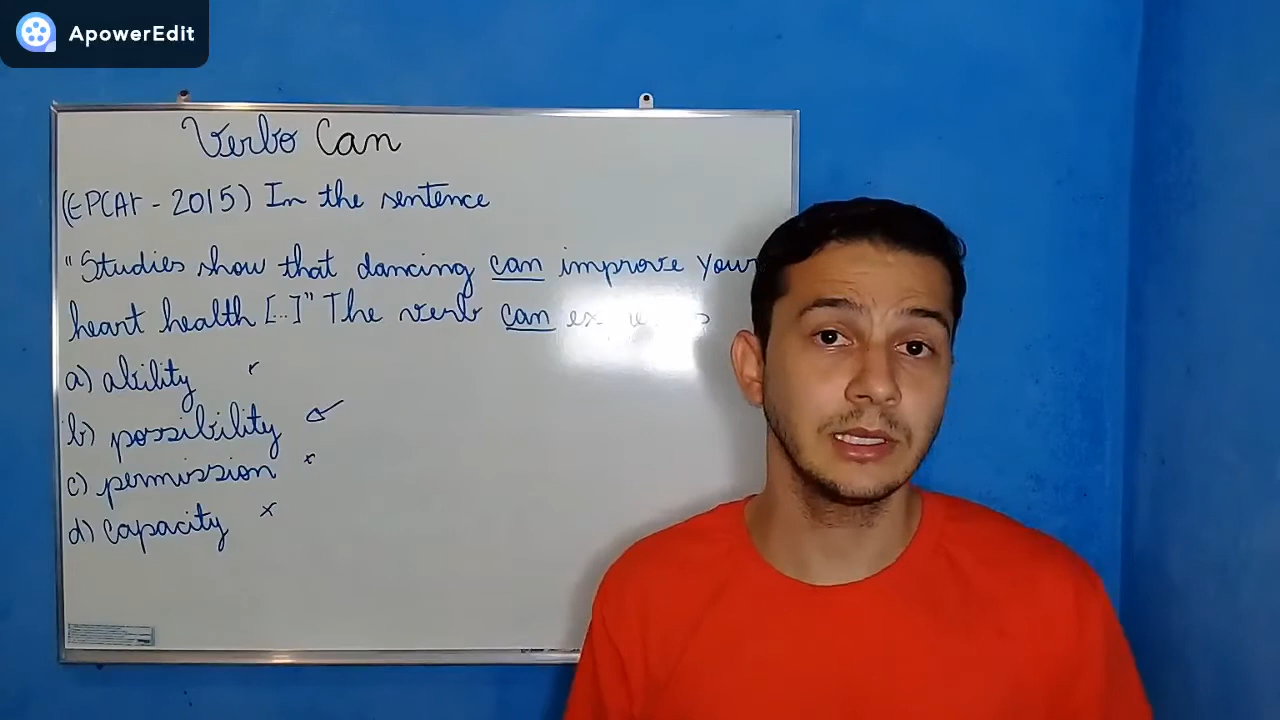 ApowerEdit
Verbo Can
(EPCAr - 2015) In the sentence
"Studies show that dancing can improve your
heart health [...]" The verb can
a) ability
b) possibility
c) permission
d) capacity